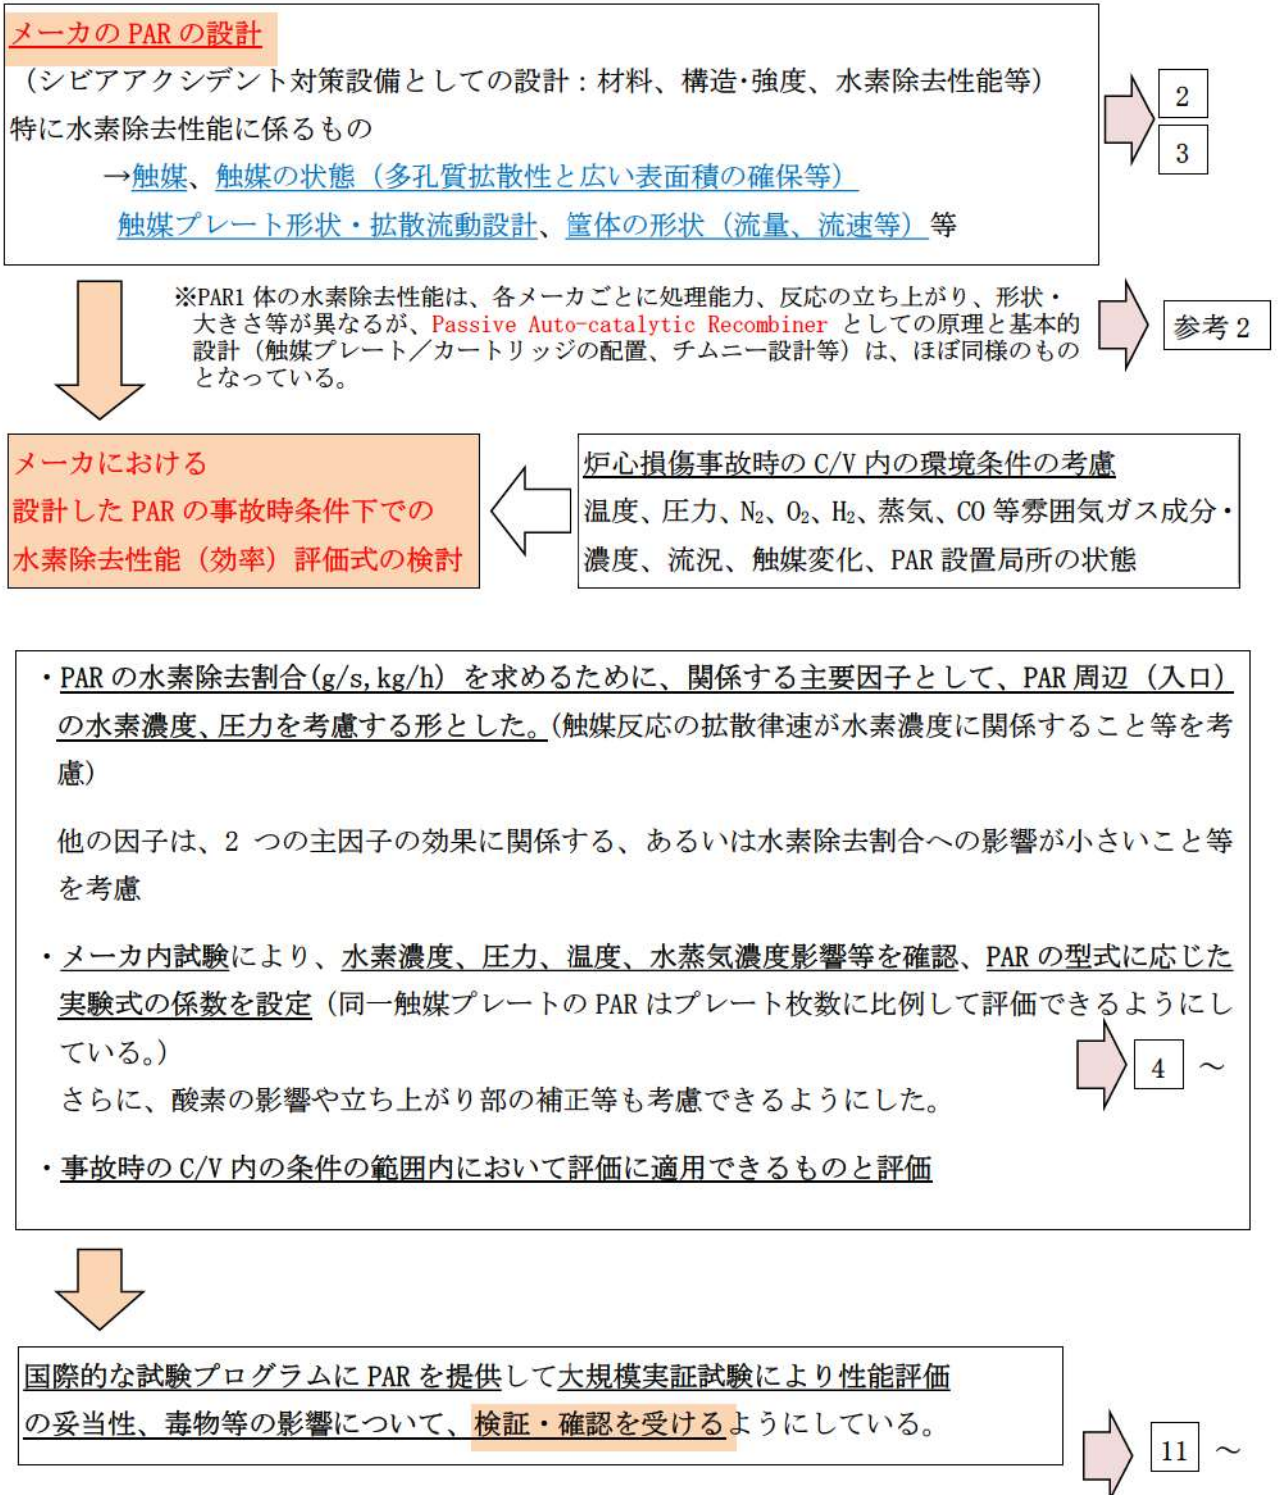 メーカの PAR の設計
（シビアアクシデント対策設備としての設計：材料、構造・強度、水素除去性能等）
2
特に水素除去性能に係るもの
3
→触媒、触媒の状態（多孔質拡散性と広い表面積の確保等）
触媒プレート形状・拡散流動設計、筐体の形状（流量、流速等）等
※PAR1 体の水素除去性能は、各メーカごとに処理能力、反応の立ち上がり、形状・
大きさ等が異なるが、Passive Auto-catalytic Recombiner としての原理と基本的
設計（触媒プレート／カートリッジの配置、チムニー設計等）は、ほぼ同様のもの
となっている。
参考 2
メーカにおける
設計した PAR の事故時条件下での
水素除去性能（効率）評価式の検討
炉心損傷事故時の C/V 内の環境条件の考慮
温度、圧力、N₂、O₂、H₂、蒸気、CO 等雰囲気ガス成分・
濃度、流況、触媒変化、PAR 設置局所の状態
・PAR の水素除去割合(g/s,kg/h) を求めるために、関係する主要因子として、PAR 周辺（入口）
の水素濃度、圧力を考慮する形とした。(触媒反応の拡散律速が水素濃度に関係すること等を考
慮)
他の因子は、2 つの主因子の効果に関係する、あるいは水素除去割合への影響が小さいこと等
を考慮
・メーカ内試験により、水素濃度、圧力、温度、水蒸気濃度影響等を確認、PAR の型式に応じた
実験式の係数を設定（同一触媒プレートの PAR はプレート枚数に比例して評価できるようにし
ている。）
4 ～
さらに、酸素の影響や立ち上がり部の補正等も考慮できるようにした。
・事故時の C/V 内の条件の範囲内において評価に適用できるものと評価
国際的な試験プログラムに PAR を提供して大規模実証試験により性能評価
の妥当性、毒物等の影響について、検証・確認を受けるようにしている。
11 ～